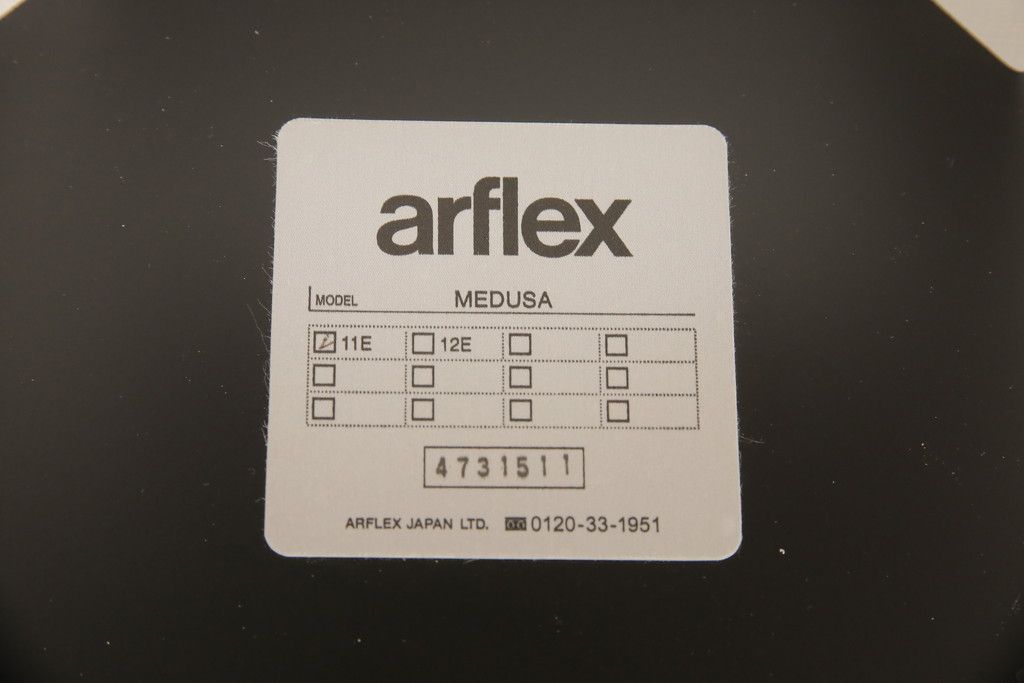 arflex
MODEL MEDUSA
11E 12E
4731511
ARFLEX JAPAN LTD. 0120-33-1951